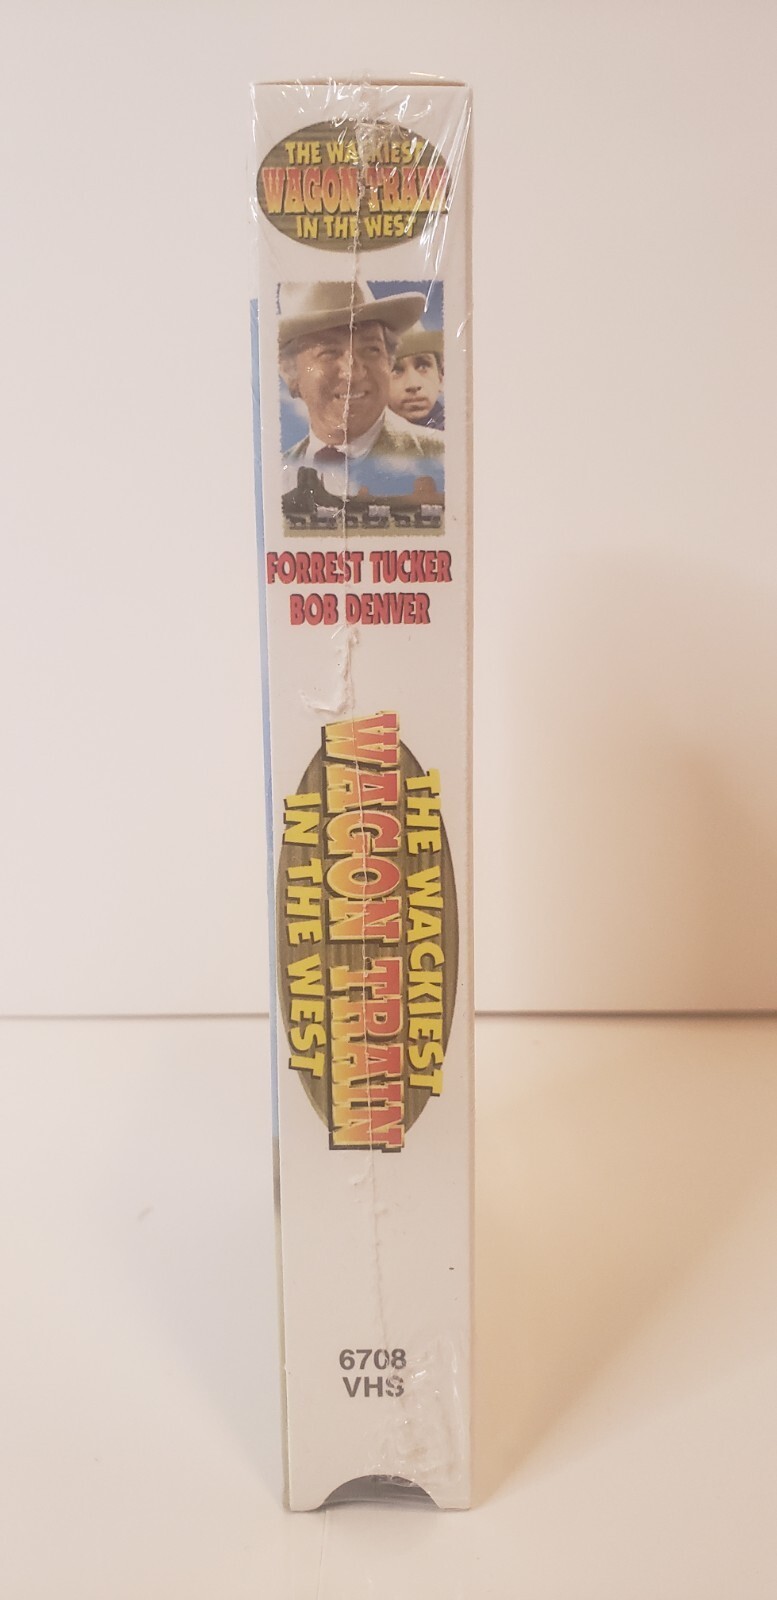 THE WACKIEST
WAGON TRAIN
IN THE WEST
FORREST TUCKER
BOB DENVER
THE WACKIEST
WAGON TRAIN
IN THE WEST
6708
VHS